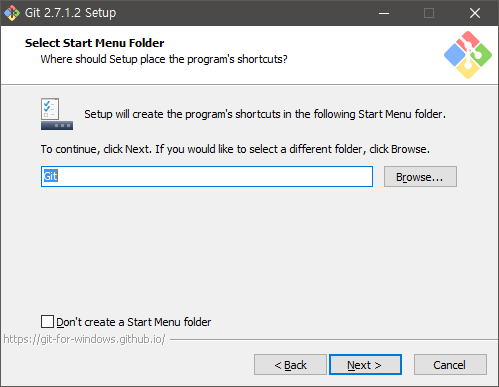 Git 2.7.1.2 Setup
Select Start Menu Folder
Where should Setup place the program's shortcuts?
Setup will create the program's shortcuts in the following Start Menu folder.
To continue, click Next. If you would like to select a different folder, click Browse.
Git
Browse...
Don't create a Start Menu folder
https://git-for-windows.github.io/
< Back
Next >
Cancel